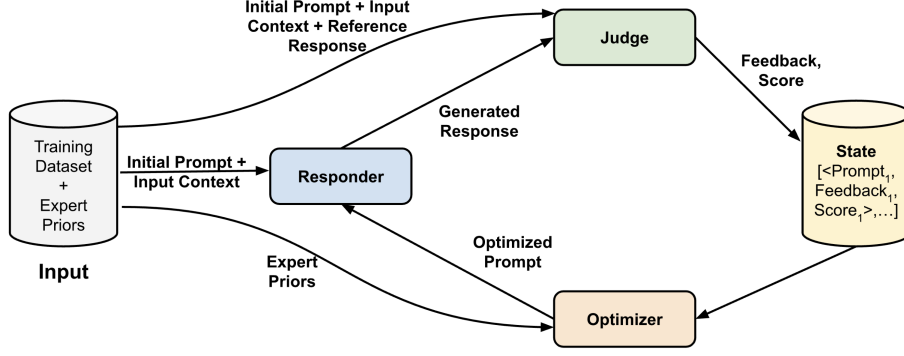 Initial Prompt + Input
Context + Reference
Response
Judge
Feedback,
Score
Generated
Response
Training
Dataset
+
Expert
Priors
Input
Initial Prompt +
Input Context
Responder
State
[<Prompt₁,
Feedback₁,
Score₁>,...]
Optimized
Prompt
Expert
Priors
Optimizer